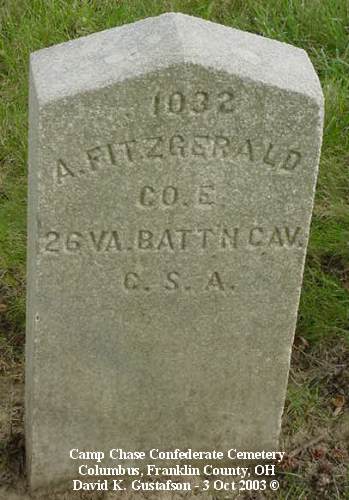 1032
A. FITZGERALD
CO. E.
26 VA. BATT'N CAV.
C. S. A.
Camp Chase Confederate Cemetery
Columbus, Franklin County, OH
David K. Gustafson - 3 Oct 2003 ©